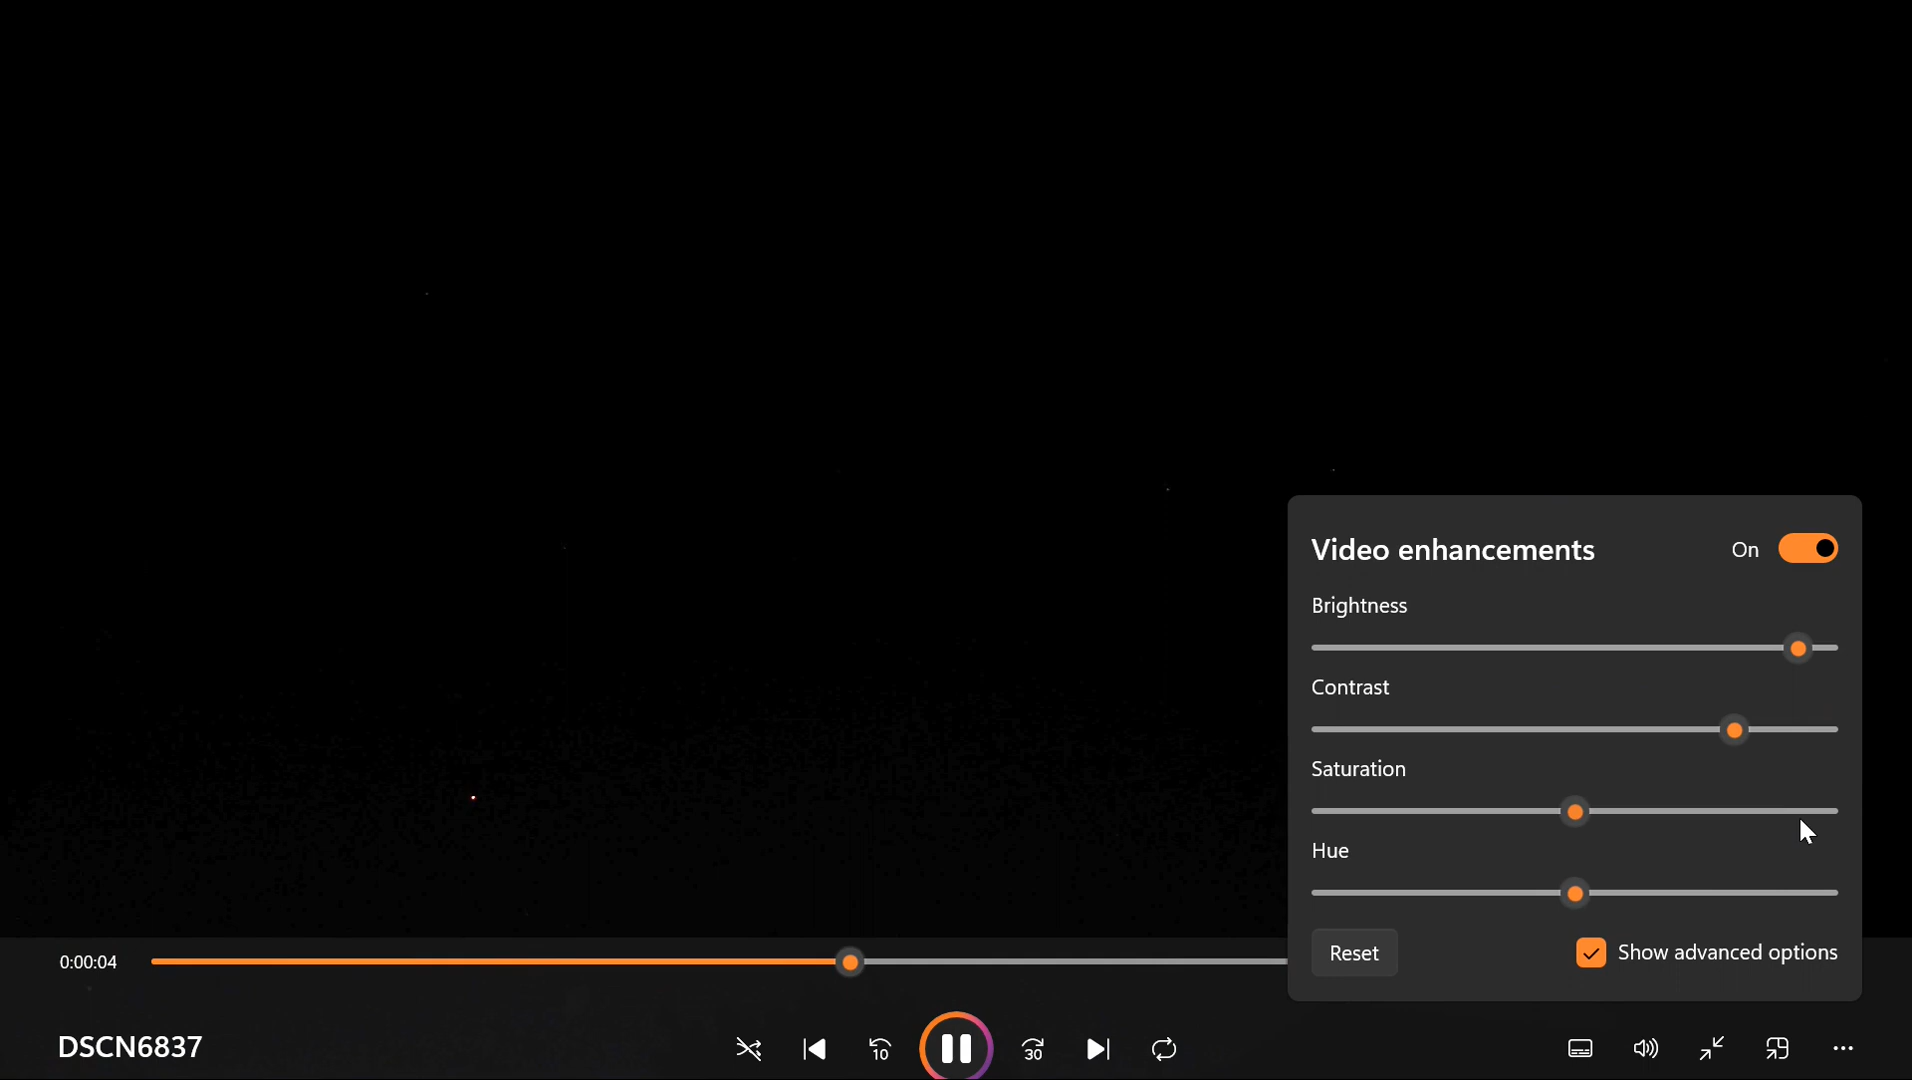 Video enhancements
On
Brightness
Contrast
Saturation
Hue
Reset
Show advanced options
0:00:04
DSCN6837
10
30